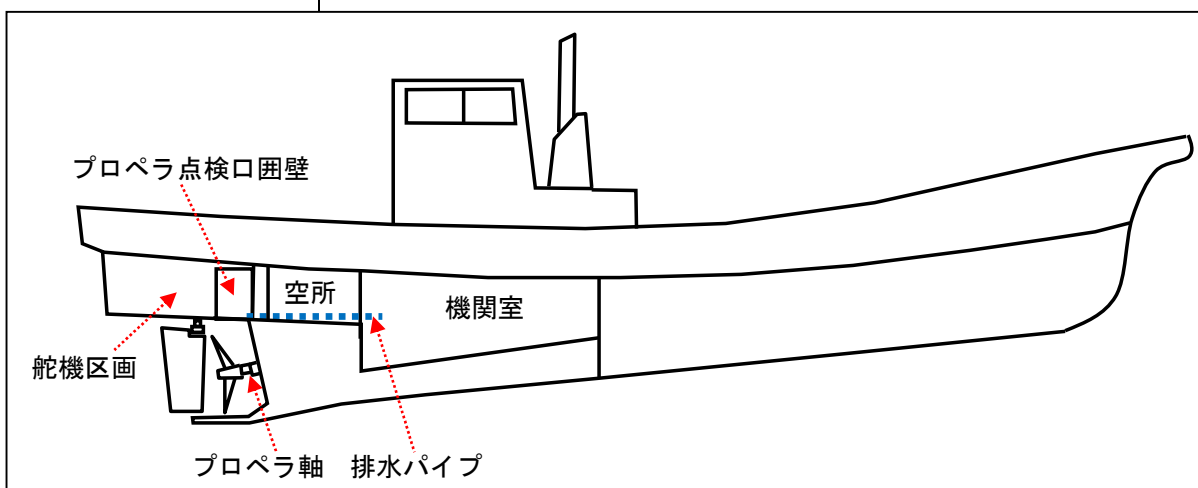 プロペラ点検口囲壁
空所
機関室
舵機区画
プロペラ軸
排水パイプ